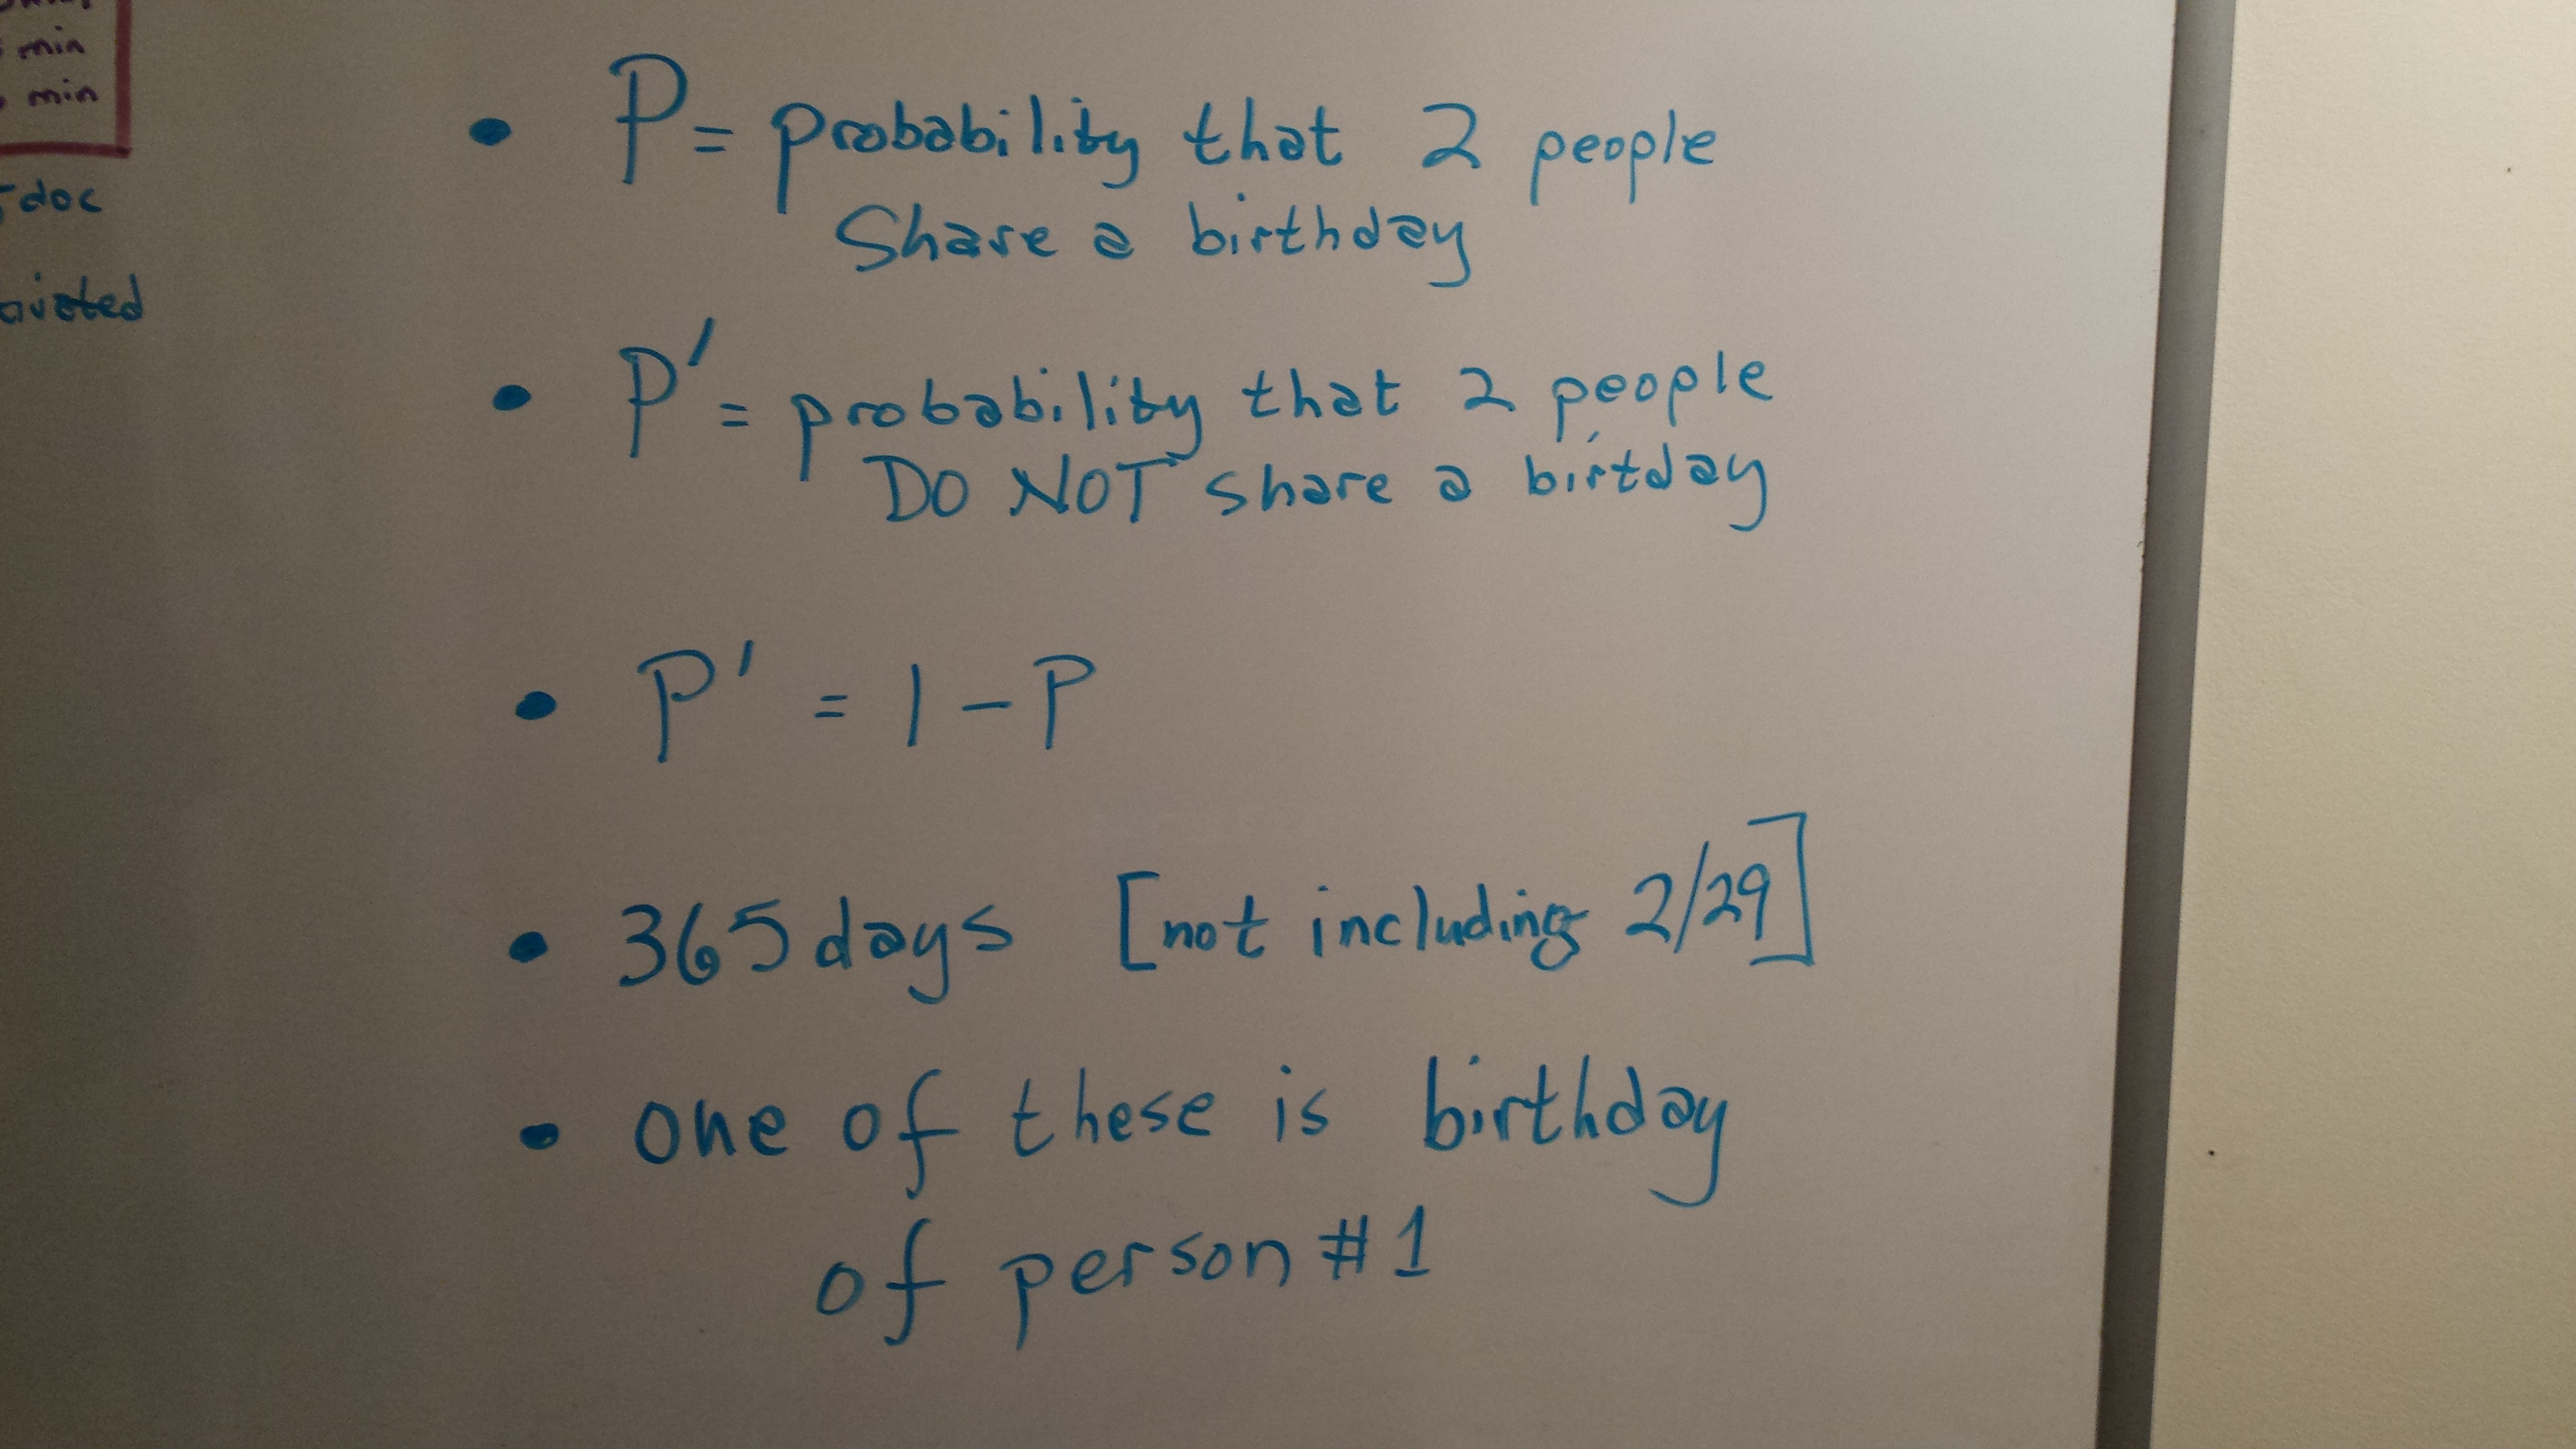 min
min
doc
• P = probability that 2 people
Share a birthday
• P' = probability that 2 people
DO NOT share a birtday
• P' = 1 - P
• 365 days [not including 2/29]
• one of these is birthday
of person #1